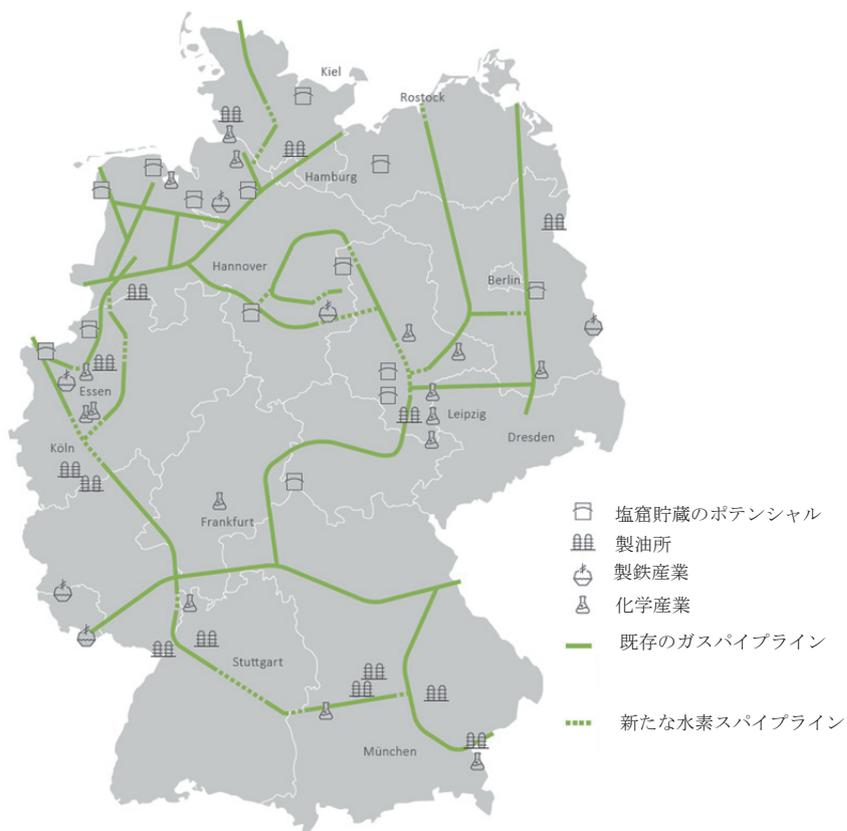 Kiel
Rostock
Hamburg
Hannover
Berlin
Essen
Leipzig
Köln
Dresden
Frankfurt
Stuttgart
München
塩窟貯蔵のポテンシャル
製油所
製鉄産業
化学産業
既存のガスパイプライン
新たな水素スパイプライン